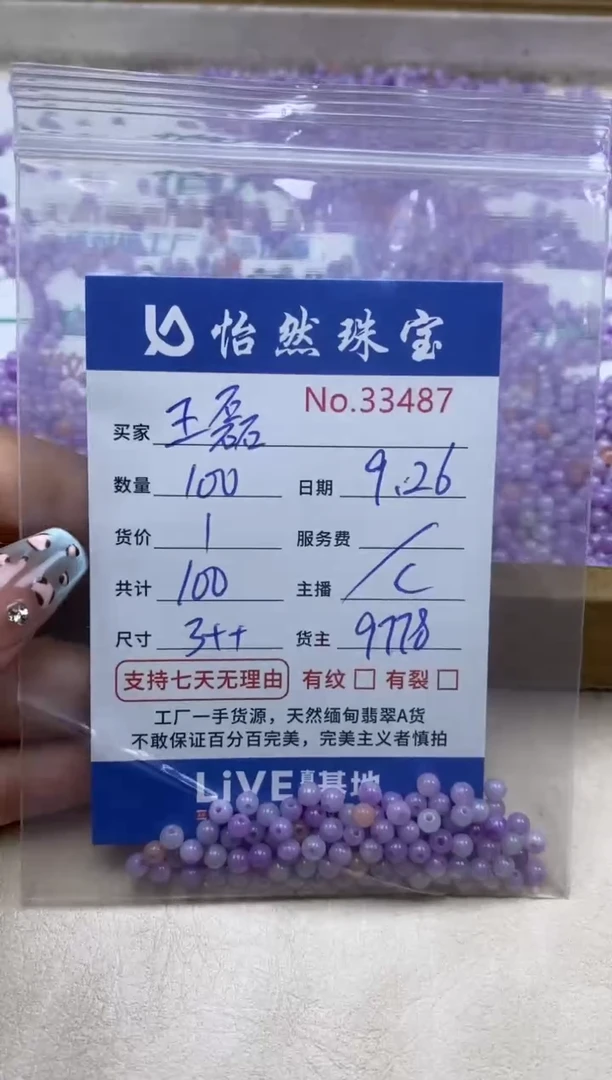 怡然珠宝
No.33487
买家 王磊
数量 100 日期 9.26
货价 1 服务费 /
共计 100 主播 C
尺寸 3++ 货主 9778
支持七天无理由 有纹 □ 有裂 □
工厂一手货源，天然缅甸翡翠A货
不敢保证百分百完美，完美主义者慎拍
LiVE 直 基地